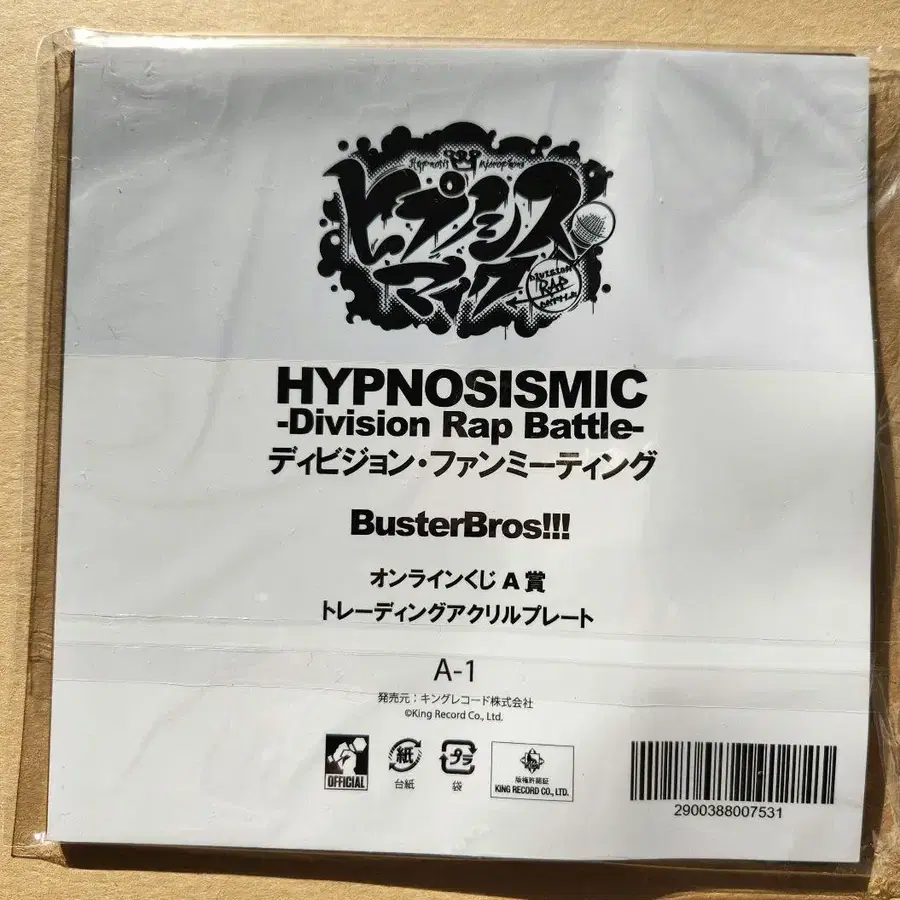 Hypnosis Microphone
ヒプノシス
マイク
DIVISION
RAP
BATTLE
HYPNOSISMIC
-Division Rap Battle-
ディビジョン・ファンミーティング
BusterBros!!!
オンラインくじ A 賞
トレーディングアクリルプレート
A-1
発売元：キングレコード株式会社
©King Record Co., Ltd.
OFFICIAL
紙
台紙
プラ
袋
版権許諾証
KING RECORD CO., LTD.
2900388007531